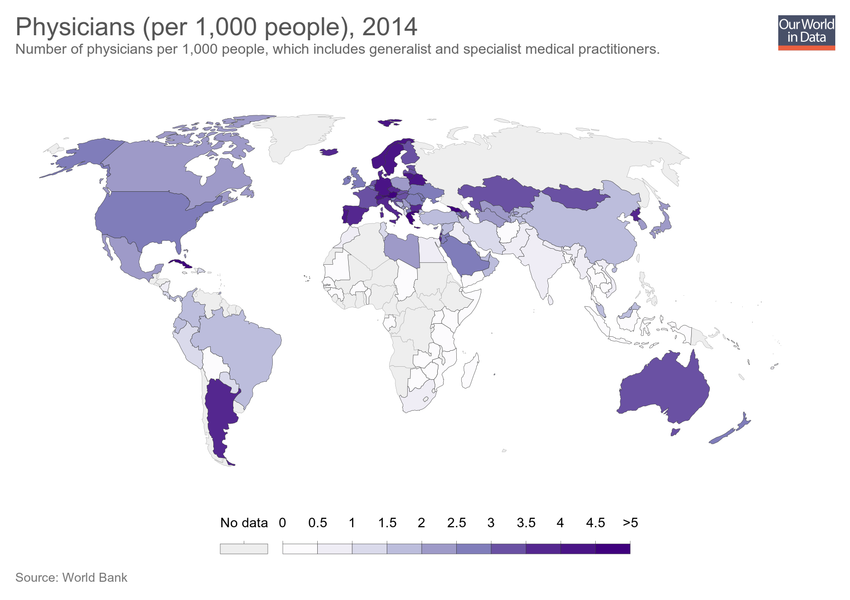 Physicians (per 1,000 people), 2014
Our World
in Data
Number of physicians per 1,000 people, which includes generalist and specialist medical practitioners.
No data 0 0.5 1 1.5 2 2.5 3 3.5 4 4.5 >5
Source: World Bank